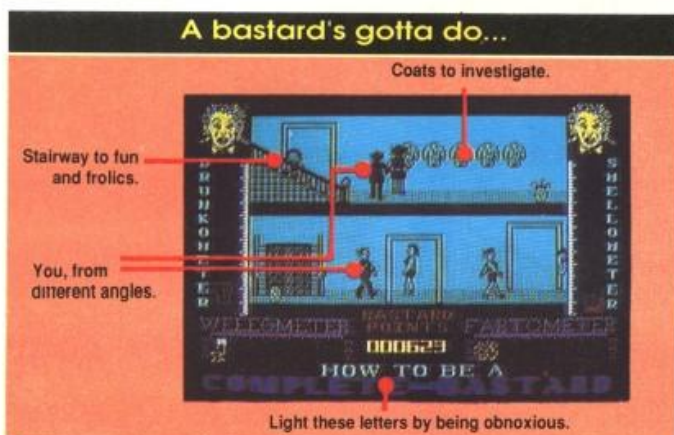 A bastard's gotta do...
Coats to investigate.
Stairway to fun
and frolics.
DRUNKOMETER
SMELLOMETER
You, from
different angles.
WEEEGMETER
BASTARD
POINTS
FARTOMETER
000629
HOW TO BE A
COMPLETE BASTARD
Light these letters by being obnoxious.